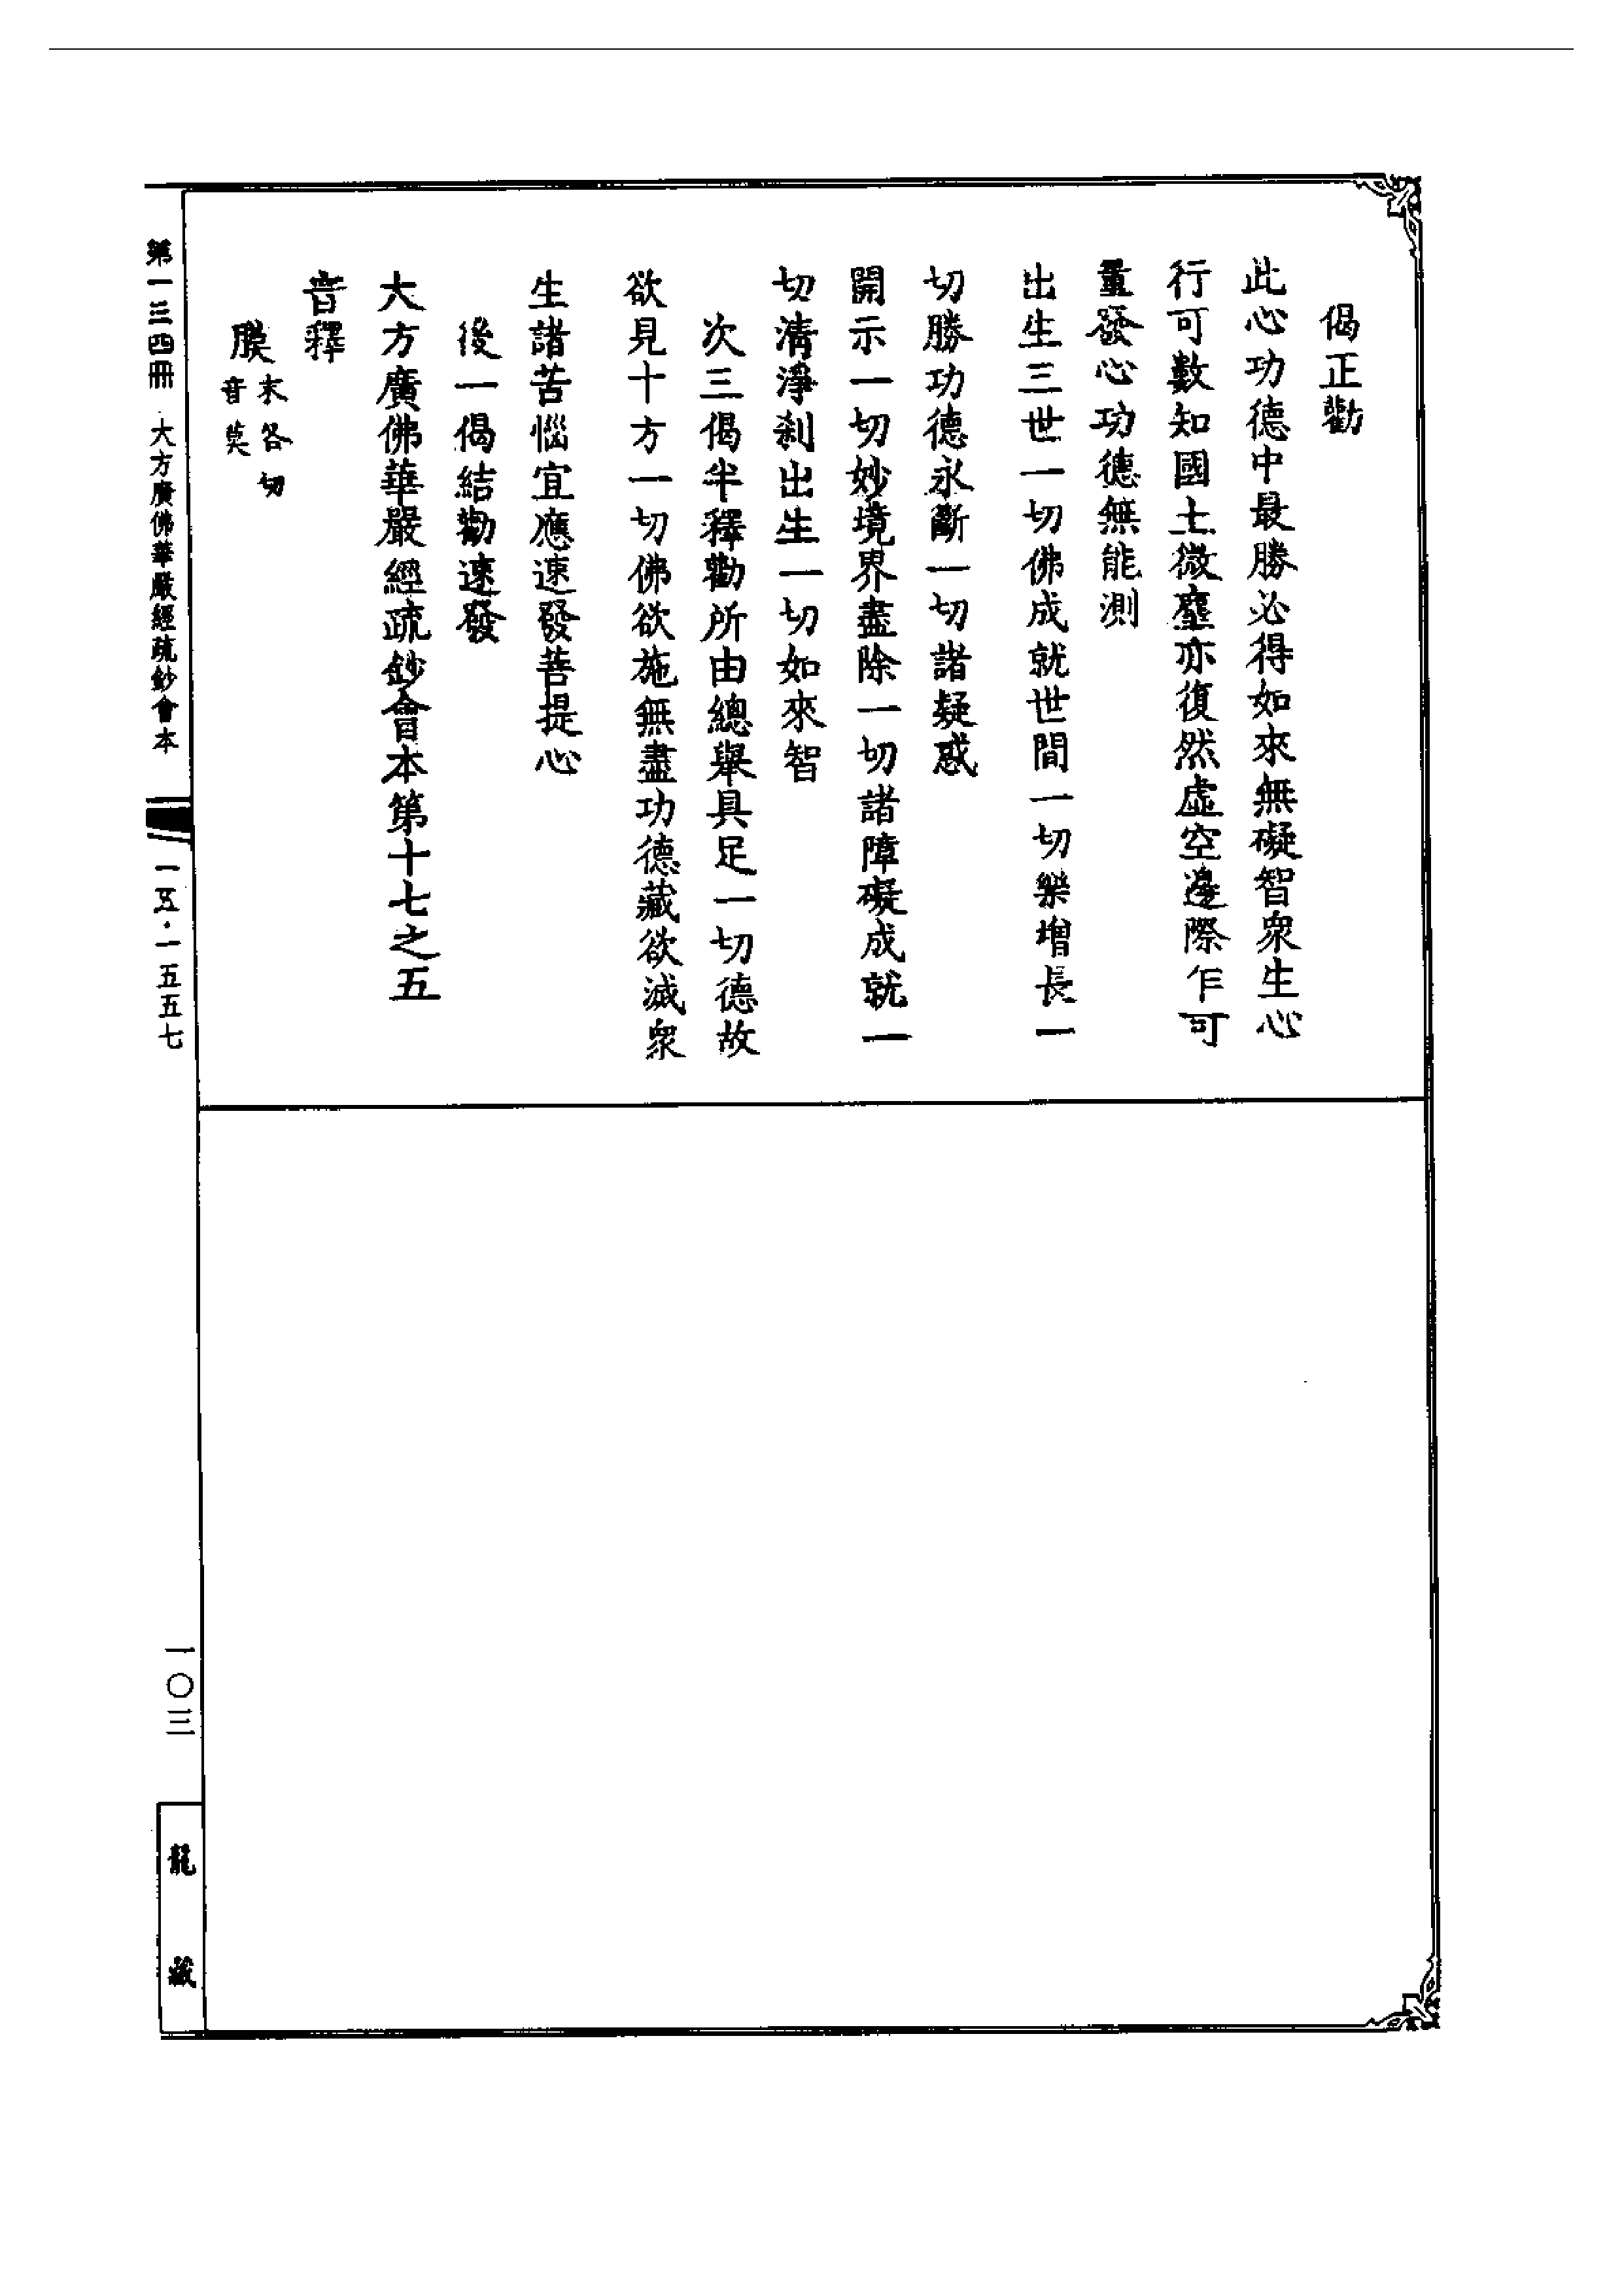 偈正勸
此心功德中最勝必得如來無礙智衆生心
行可數知國土微塵亦復然虛空邊際乍可
量發心功德無能測
出生三世一切佛成就世間一切樂增長一
切勝功德永斷一切諸疑惑
開示一切妙境界盡除一切諸障礙成就一
切清淨刹出生一切如來智
次三偈半釋勸所由總舉具足一切德故
欲見十方一切佛欲施無盡功德藏欲滅衆
生諸苦惱宜應速發菩提心
後一偈結勸速發
大方廣佛華嚴經疏鈔會本第十七之五
音釋
膜末各切音莫
第一三四冊 大方廣佛華嚴經疏鈔會本
一五·一五五七
一〇三
龍藏